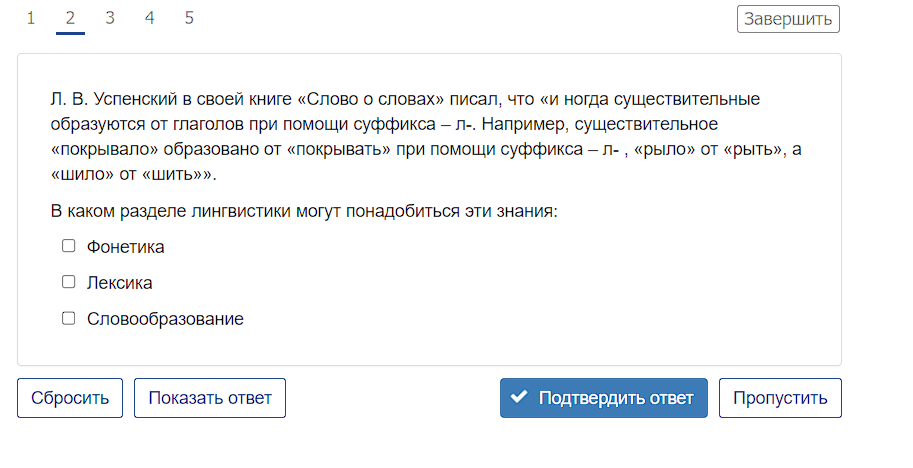 1 2 3 4 5 Завершить
Л. В. Успенский в своей книге «Слово о словах» писал, что «и ногда существительные
образуются от глаголов при помощи суффикса – л-. Например, существительное
«покрывало» образовано от «покрывать» при помощи суффикса – л- , «рыло» от «рыть», а
«шило» от «шить»».
В каком разделе лингвистики могут понадобиться эти знания:
Фонетика
Лексика
Словообразование
Сбросить Показать ответ Подтвердить ответ Пропустить